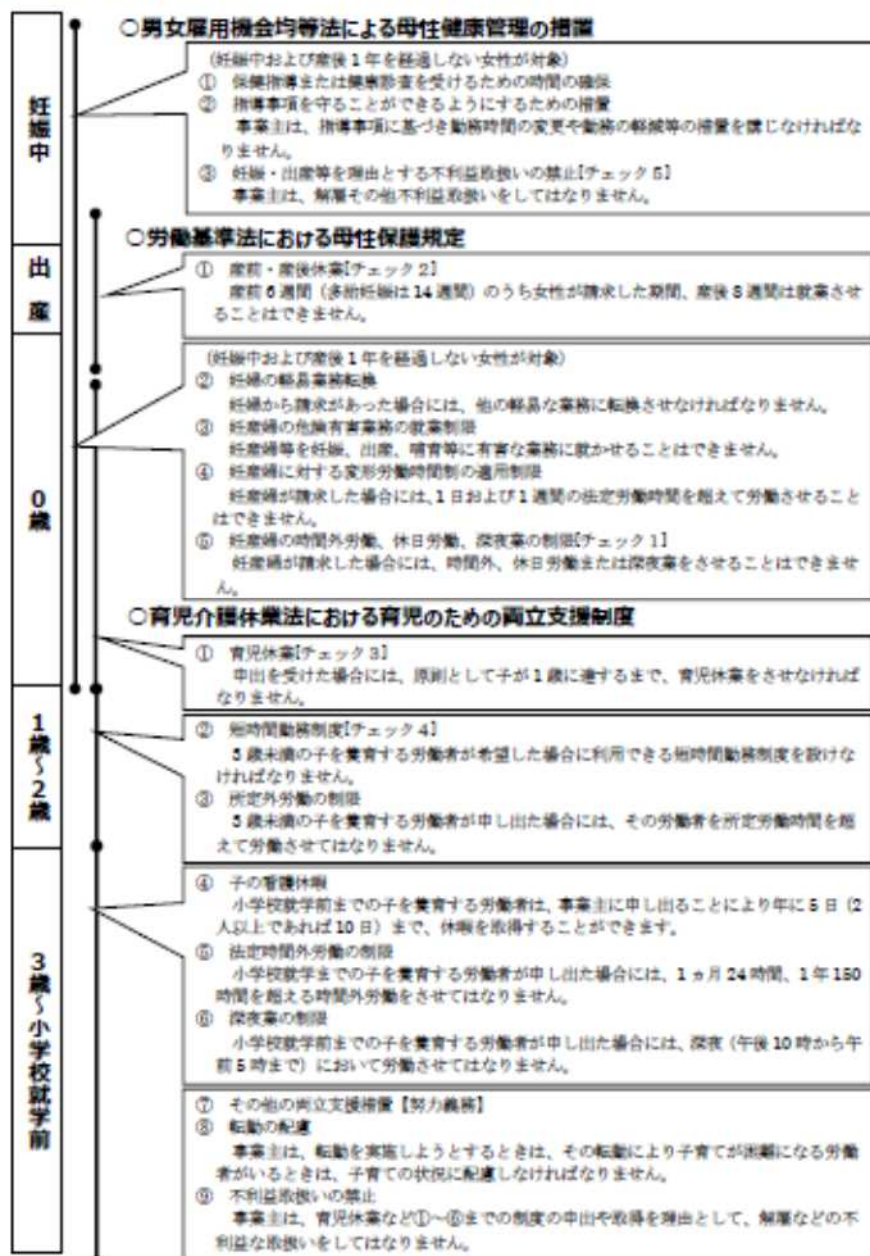 妊娠中
出産
0歳
1歳～2歳
3歳～小学校就学前
○男女雇用機会均等法による母性健康管理の措置
(妊娠中および産後1年を経過しない女性が対象)
① 保健指導または健康診査を受けるための時間の確保
② 指導事項を守ることができるようにするための措置
事業主は、指導事項に基づき勤務時間の変更や勤務の軽減等の措置を講じなければな
りません。
③ 妊娠・出産等を理由とする不利益取扱いの禁止[チェック5]
事業主は、解雇その他不利益取扱いをしてはなりません。
○労働基準法における母性保護規定
① 産前・産後休業[チェック2]
産前6週間（多胎妊娠は14週間）のうち女性が請求した期間、産後8週間は就業させ
ることはできません。
(妊娠中および産後1年を経過しない女性が対象)
② 妊婦の軽易業務転換
妊婦から請求があった場合には、他の軽易な業務に転換させなければなりません。
③ 妊産婦の危険有害業務の就業制限
妊産婦等を妊娠、出産、哺育等に有害な業務に就かせることはできません。
④ 妊産婦に対する変形労働時間制の適用制限
妊産婦が請求した場合には、1日および1週間の法定労働時間を超えて労働させること
はできません。
⑤ 妊産婦の時間外労働、休日労働、深夜業の制限[チェック1]
妊産婦が請求した場合には、時間外、休日労働または深夜業をさせることはできませ
ん。
○育児介護休業法における育児のための両立支援制度
① 育児休業[チェック3]
申出を受けた場合には、原則として子が1歳に達するまで、育児休業をさせなければ
なりません。
② 短時間勤務制度[チェック4]
3歳未満の子を養育する労働者が希望した場合に利用できる短時間勤務制度を設けな
ければなりません。
③ 所定外労働の制限
3歳未満の子を養育する労働者が申し出た場合には、その労働者を所定労働時間を超
えて労働させてはなりません。
④ 子の看護休暇
小学校就学前までの子を養育する労働者は、事業主に申し出ることにより年に5日（2
人以上であれば10日）まで、休暇を取得することができます。
⑤ 法定時間外労働の制限
小学校就学までの子を養育する労働者が申し出た場合には、1ヵ月24時間、1年150
時間を超える時間外労働をさせてはなりません。
⑥ 深夜業の制限
小学校就学前までの子を養育する労働者が申し出た場合には、深夜（午後10時から午
前5時まで）において労働させてはなりません。
⑦ その他の両立支援措置【努力義務】
⑧ 転勤の配慮
事業主は、転勤を実施しようとするときは、その転勤により子育てが困難になる労働
者がいるときは、子育ての状況に配慮しなければなりません。
⑨ 不利益取扱いの禁止
事業主は、育児休業など①～⑥までの制度の申出や取得を理由として、解雇などの不
利益な取扱いをしてはなりません。